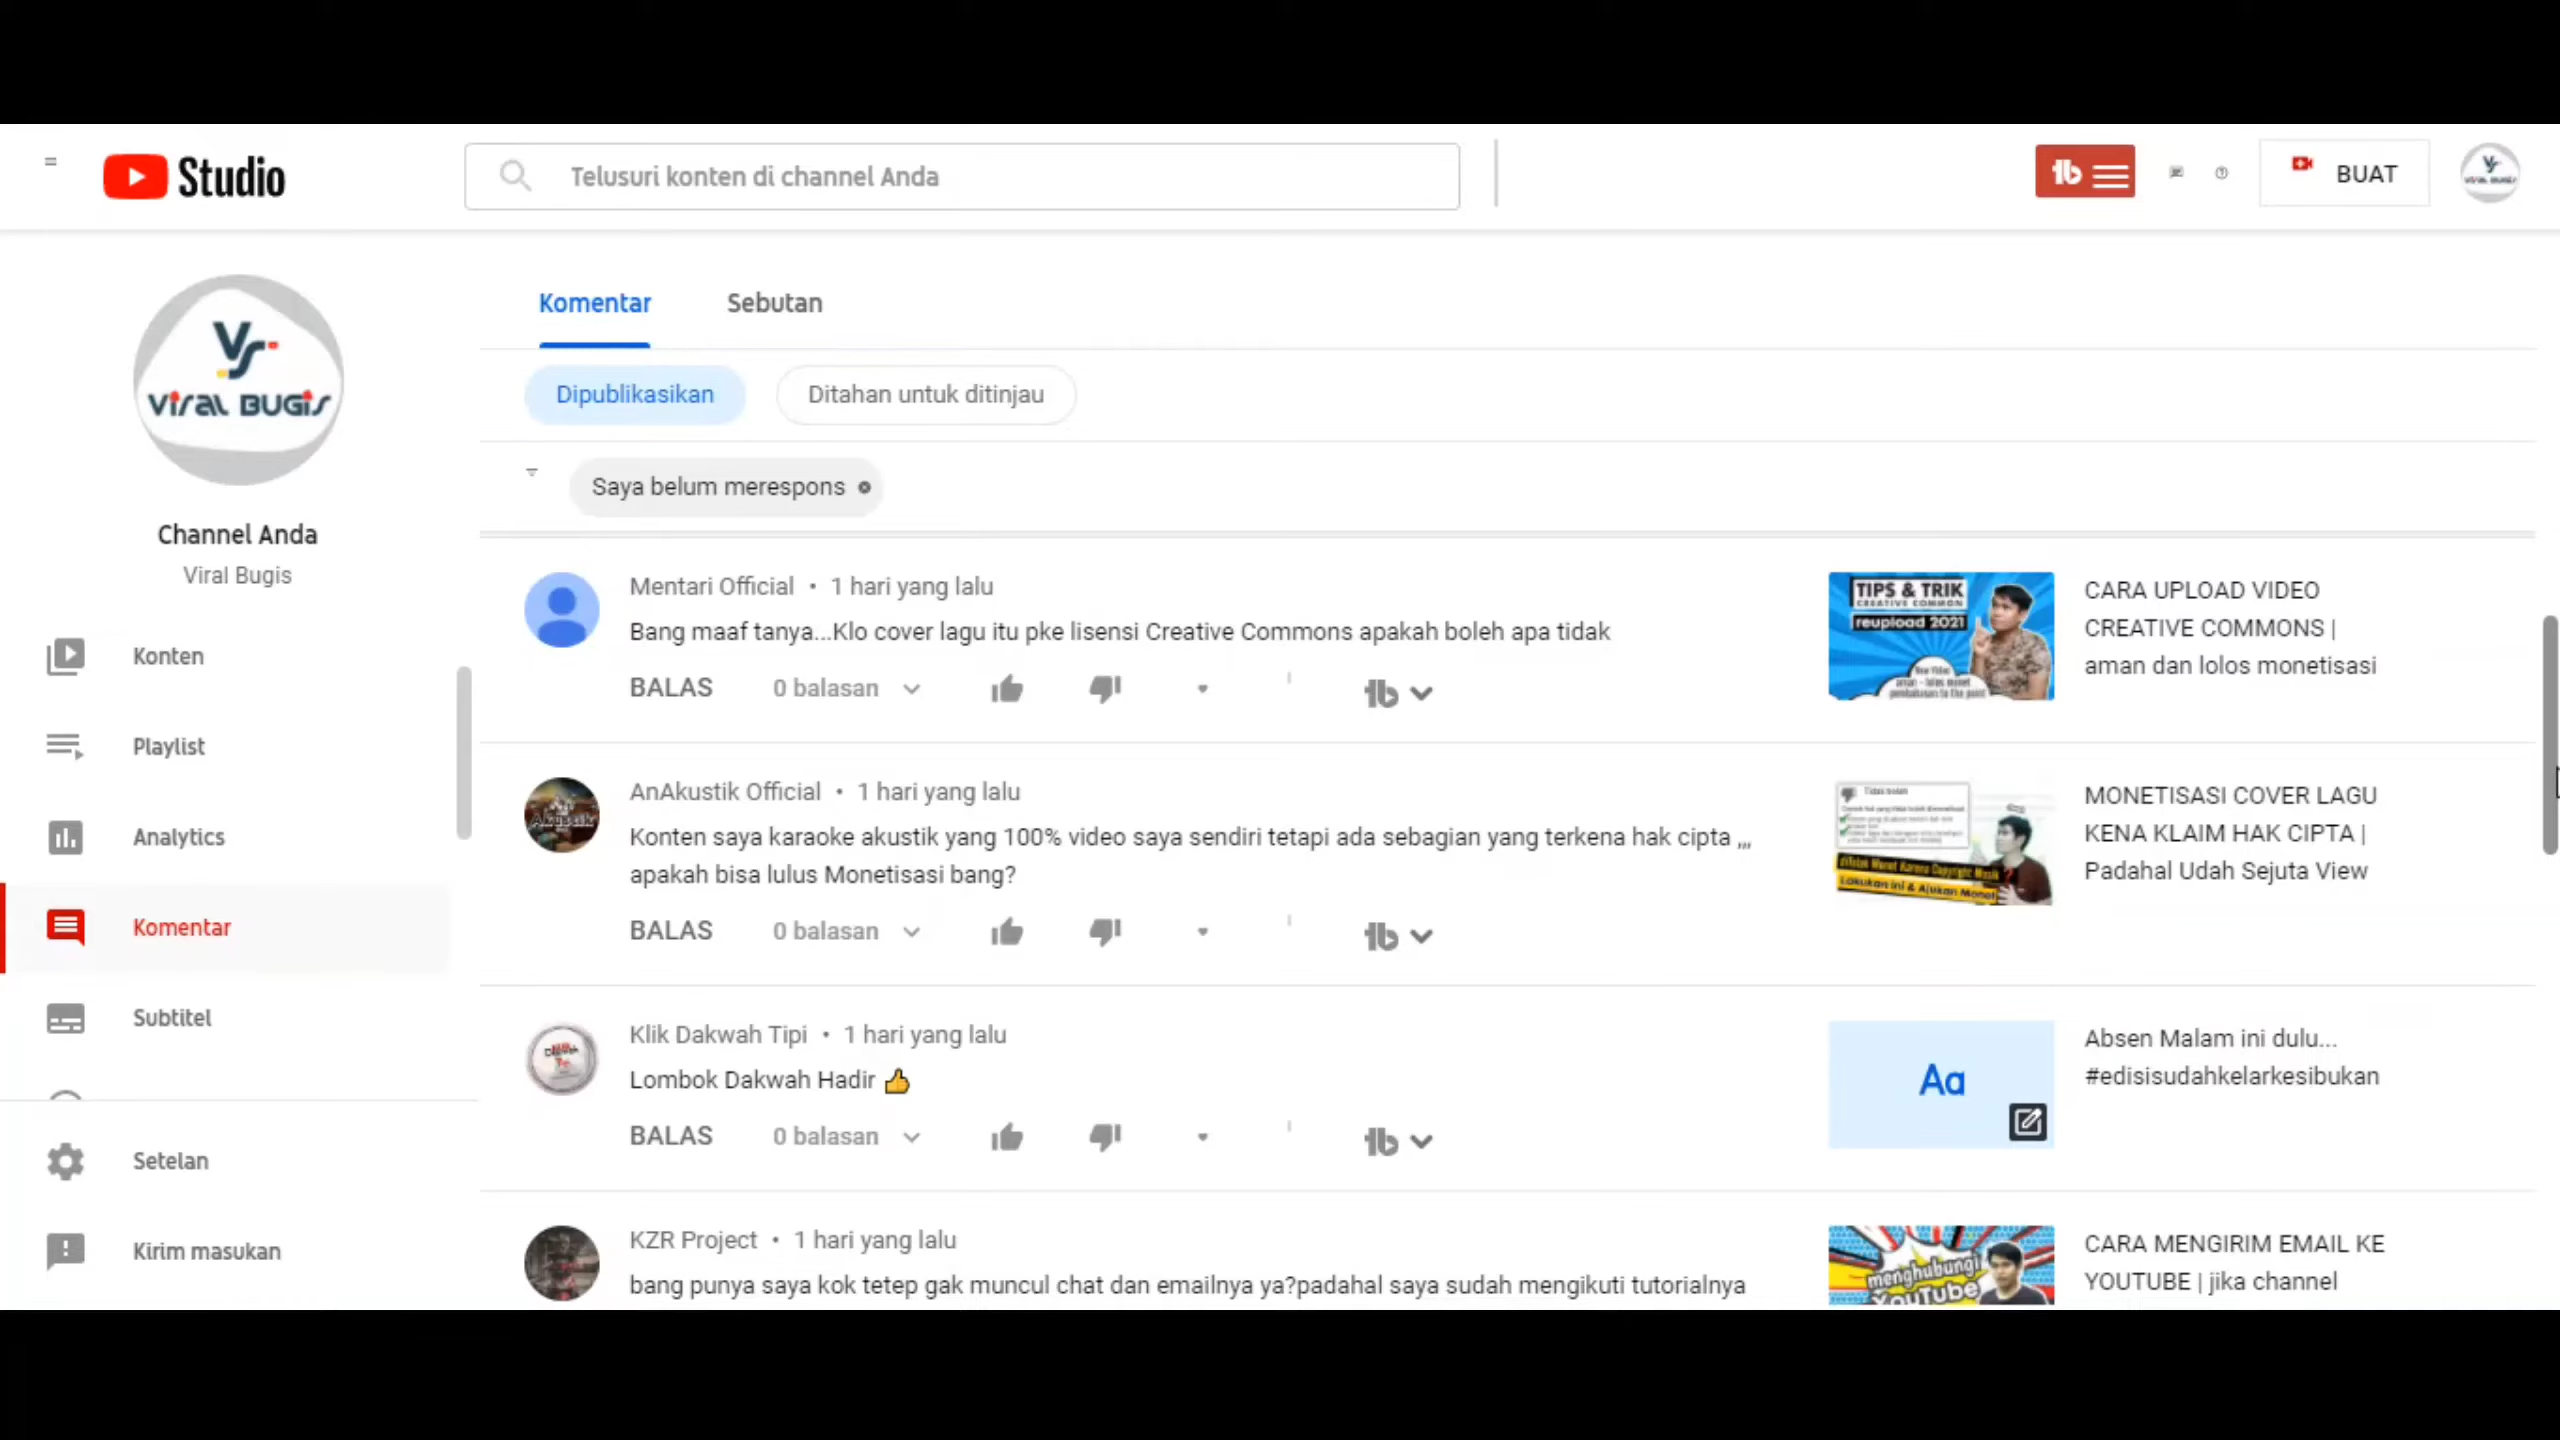 Studio
Telusuri konten di channel Anda
BUAT
VIRAL BUGIS
Channel Anda
Viral Bugis
Konten
Playlist
Analytics
Komentar
Subtitel
Setelan
Kirim masukan
Komentar
Sebutan
Dipublikasikan
Ditahan untuk ditinjau
Saya belum merespons
Mentari Official • 1 hari yang lalu
Bang maaf tanya...Klo cover lagu itu pke lisensi Creative Commons apakah boleh apa tidak
BALAS
0 balasan
TIPS & TRIK
CREATIVE COMMON
reupload 2021
CARA UPLOAD VIDEO
CREATIVE COMMONS |
aman dan lolos monetisasi
AnAkustik Official • 1 hari yang lalu
Konten saya karaoke akustik yang 100% video saya sendiri tetapi ada sebagian yang terkena hak cipta ,,,
apakah bisa lulus Monetisasi bang?
BALAS
0 balasan
Lakukan ini & Ajukan Monet
MONETISASI COVER LAGU
KENA KLAIM HAK CIPTA |
Padahal Udah Sejuta View
Klik Dakwah Tipi • 1 hari yang lalu
Lombok Dakwah Hadir 👍
BALAS
0 balasan
Aa
Absen Malam ini dulu...
#edisisudahkelarkesibukan
KZR Project • 1 hari yang lalu
bang punya saya kok tetep gak muncul chat dan emailnya ya?padahal saya sudah mengikuti tutorialnya
menghubungi
YouTube
CARA MENGIRIM EMAIL KE
YOUTUBE | jika channel